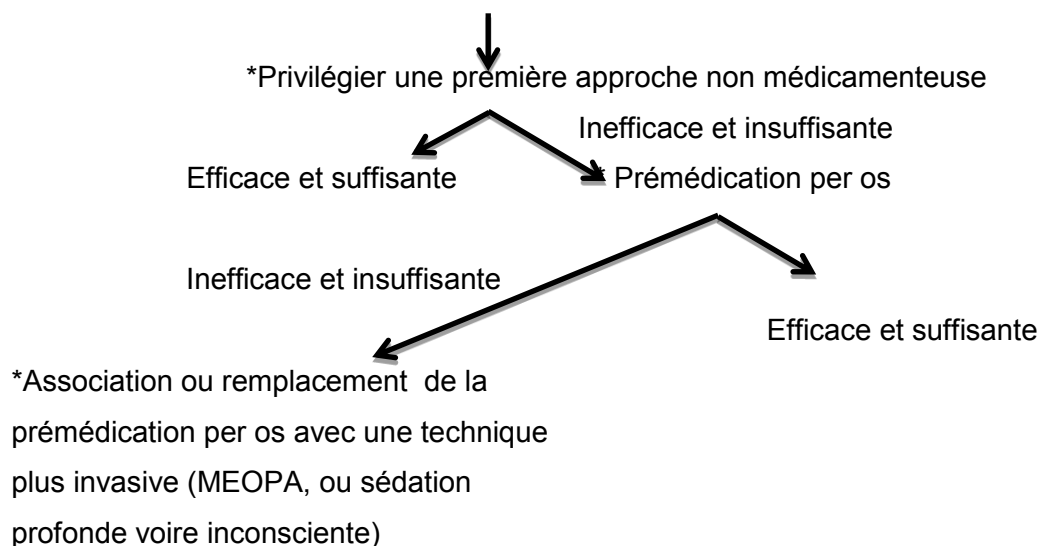 *Privilégier une première approche non médicamenteuse
Inefficace et insuffisante
Efficace et suffisante
* Prémédication per os
Inefficace et insuffisante
Efficace et suffisante
*Association ou remplacement de la
prémédication per os avec une technique
plus invasive (MEOPA, ou sédation
profonde voire inconsciente)